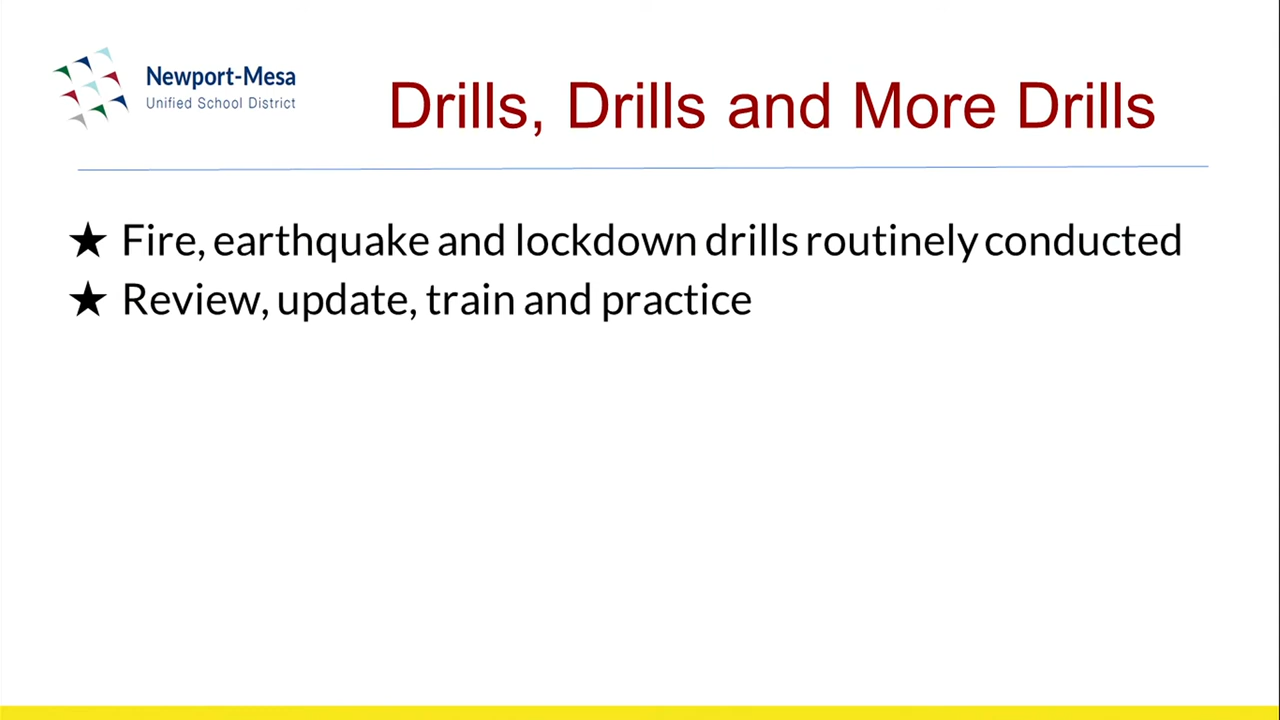 Newport-Mesa
Unified School District
Drills, Drills and More Drills
★ Fire, earthquake and lockdown drills routinely conducted
★ Review, update, train and practice